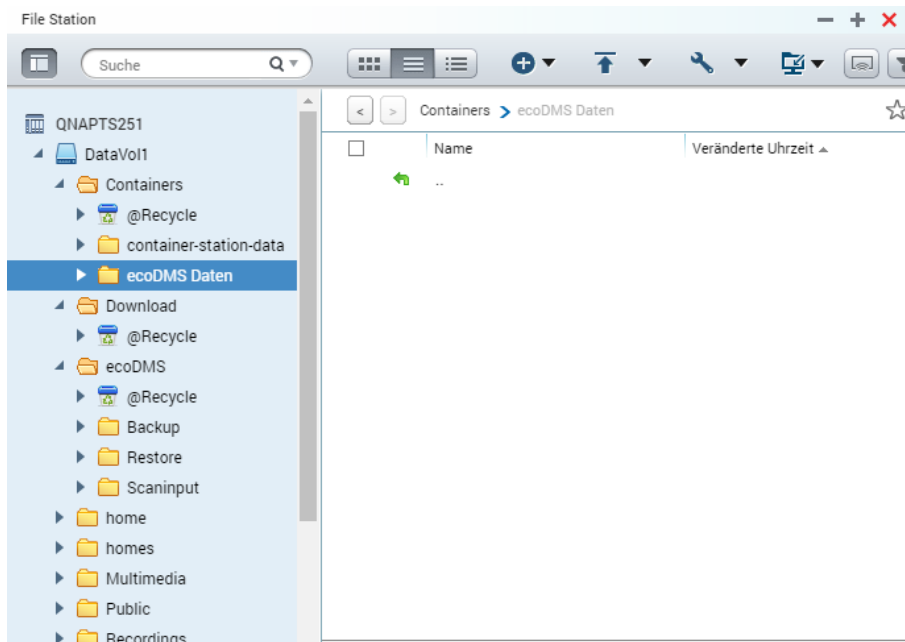 File Station
Suche
QNAPTS251
DataVol1
Containers
@Recycle
container-station-data
ecoDMS Daten
Download
@Recycle
ecoDMS
@Recycle
Backup
Restore
Scaninput
home
homes
Multimedia
Public
Recordings
Containers > ecoDMS Daten
Name Veränderte Uhrzeit
..